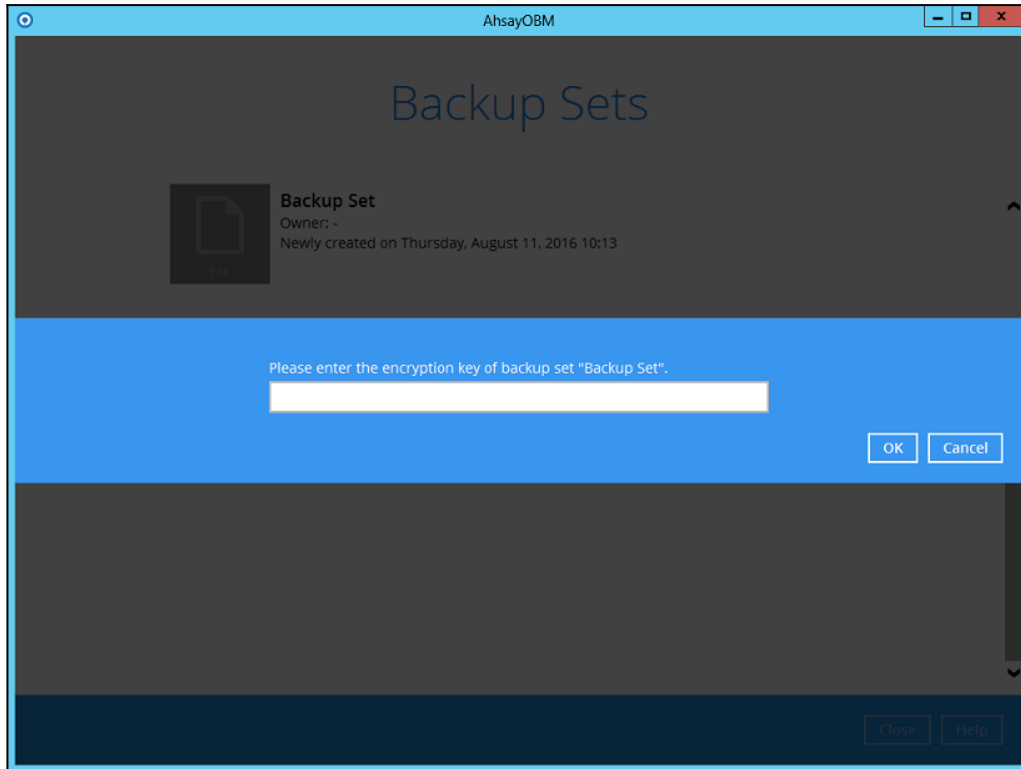 AhsayOBM
Backup Sets
Backup Set
Owner: -
Newly created on Thursday, August 11, 2016 10:13
File
Please enter the encryption key of backup set "Backup Set".
OK
Cancel
Close
Help